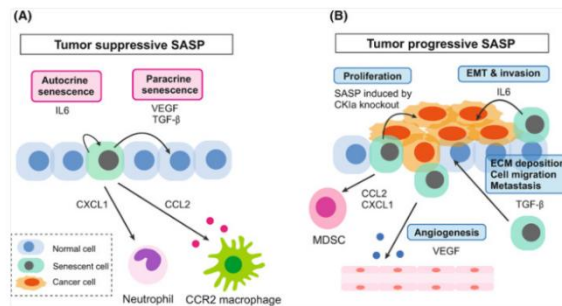 (A)
Tumor suppressive SASP
Autocrine
senescence
IL6
Paracrine
senescence
VEGF
TGF-β
CXCL1
CCL2
Normal cell
Senescent cell
Cancer cell
Neutrophil
CCR2 macrophage
(B)
Tumor progressive SASP
Proliferation
SASP induced by
CKIa knockout
EMT & invasion
IL6
ECM deposition
Cell migration
Metastasis
TGF-β
CCL2
CXCL1
MDSC
Angiogenesis
VEGF